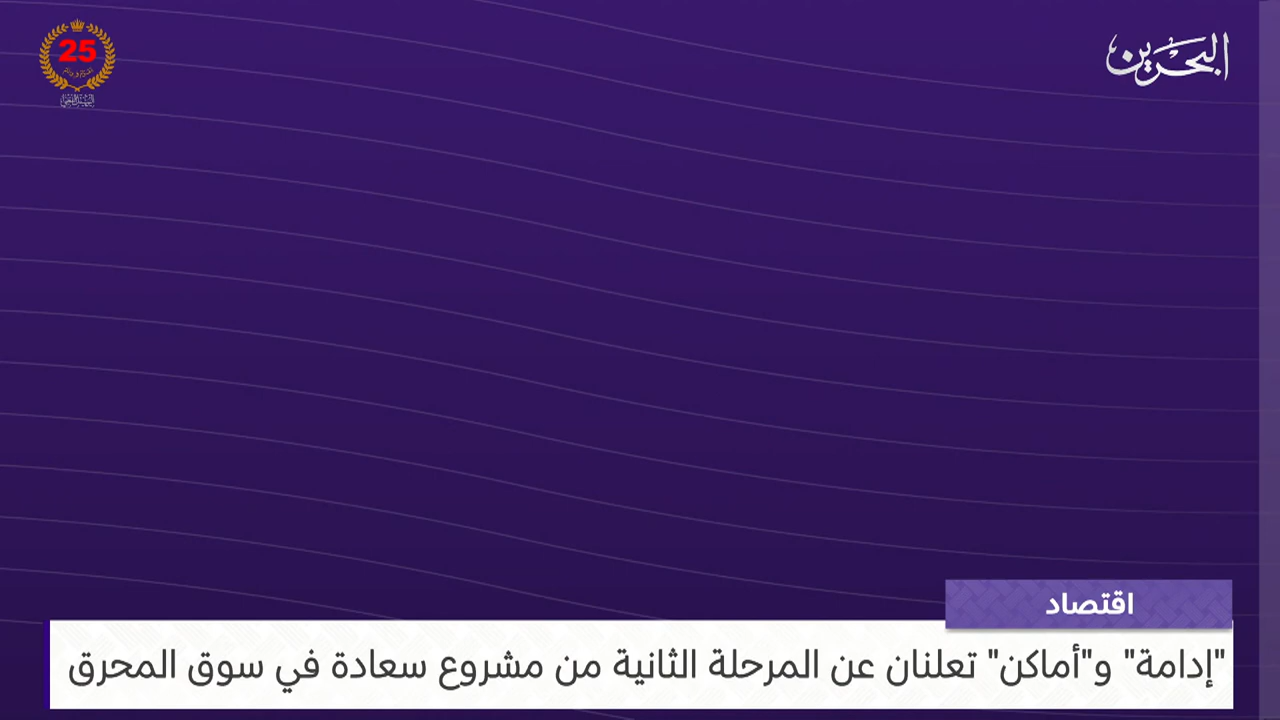 25
البحرين
اقتصاد
"إدامة" و"أماكن" تعلنان عن المرحلة الثانية من مشروع سعادة في سوق المحرق